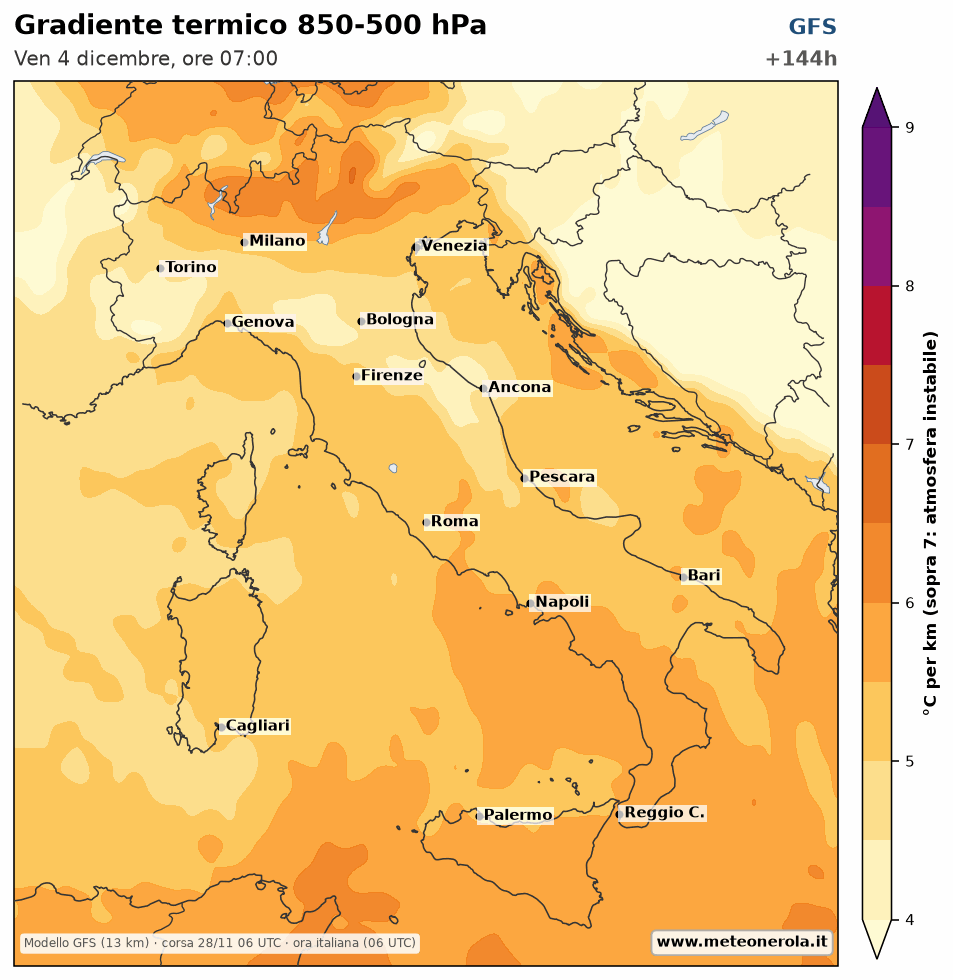 Gradiente termico 850-500 hPa
GFS
Ven 4 dicembre, ore 07:00
+144h
Milano
Venezia
Torino
Genova
Bologna
Firenze
Ancona
Pescara
Roma
Bari
Napoli
Cagliari
Palermo
Reggio C.
9
8
7
6
5
4
°C per km (sopra 7: atmosfera instabile)
Modello GFS (13 km) · corsa 28/11 06 UTC · ora italiana (06 UTC)
www.meteonerola.it